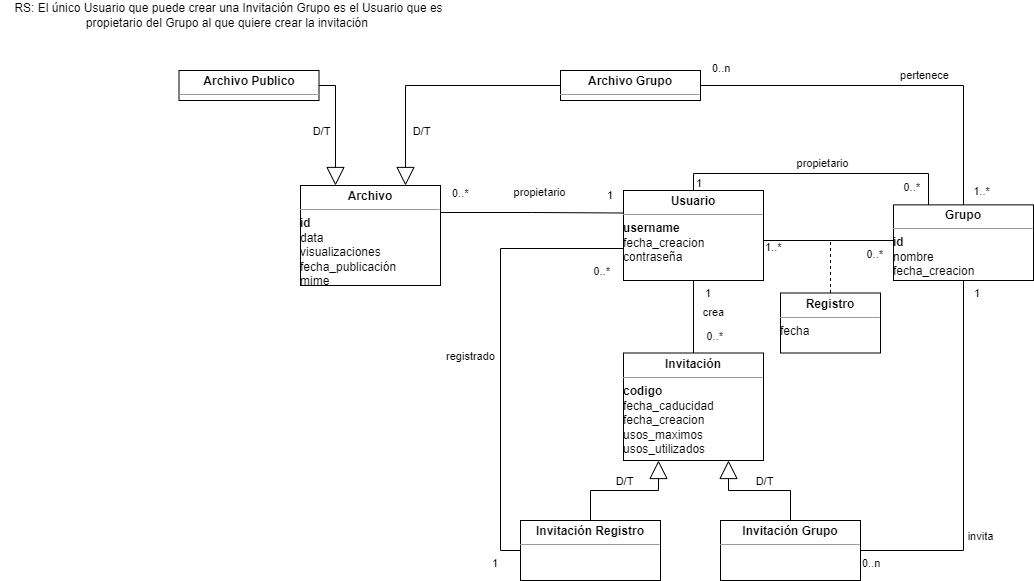 RS: El único Usuario que puede crear una Invitación Grupo es el Usuario que es
propietario del Grupo al que quiere crear la invitación
Archivo Publico
Archivo Grupo
0..n
pertenece
D/T
D/T
Archivo
id
data
visualizaciones
fecha_publicación
mime
0..*
propietario
1
propietario
1
0..*
1..*
Usuario
username
fecha_creacion
contraseña
1..*
0..*
Grupo
id
nombre
fecha_creacion
0..*
1
crea
0..*
1
Registro
fecha
registrado
Invitación
codigo
fecha_caducidad
fecha_creacion
usos_maximos
usos_utilizados
D/T
D/T
Invitación Registro
Invitación Grupo
invita
1
0..n